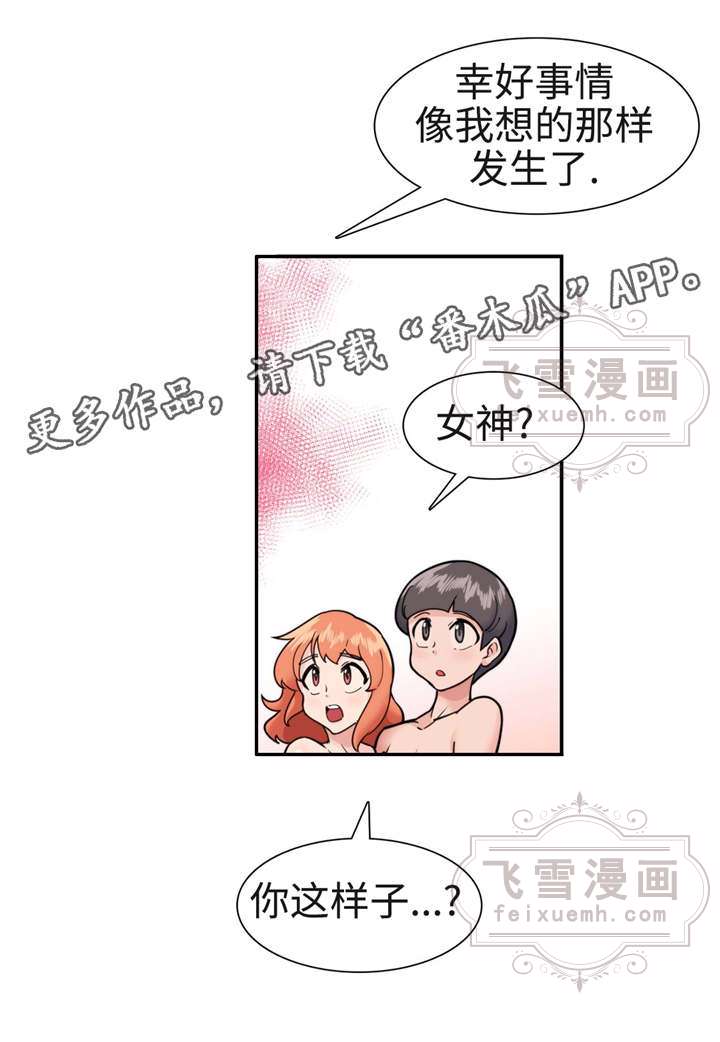 幸好事情
像我想的那样
发生了.
更多作品，请下载“番木瓜”APP。
飞雪漫画
feixuemh.com
女神?
你这样子...?
飞雪漫画
feixuemh.com